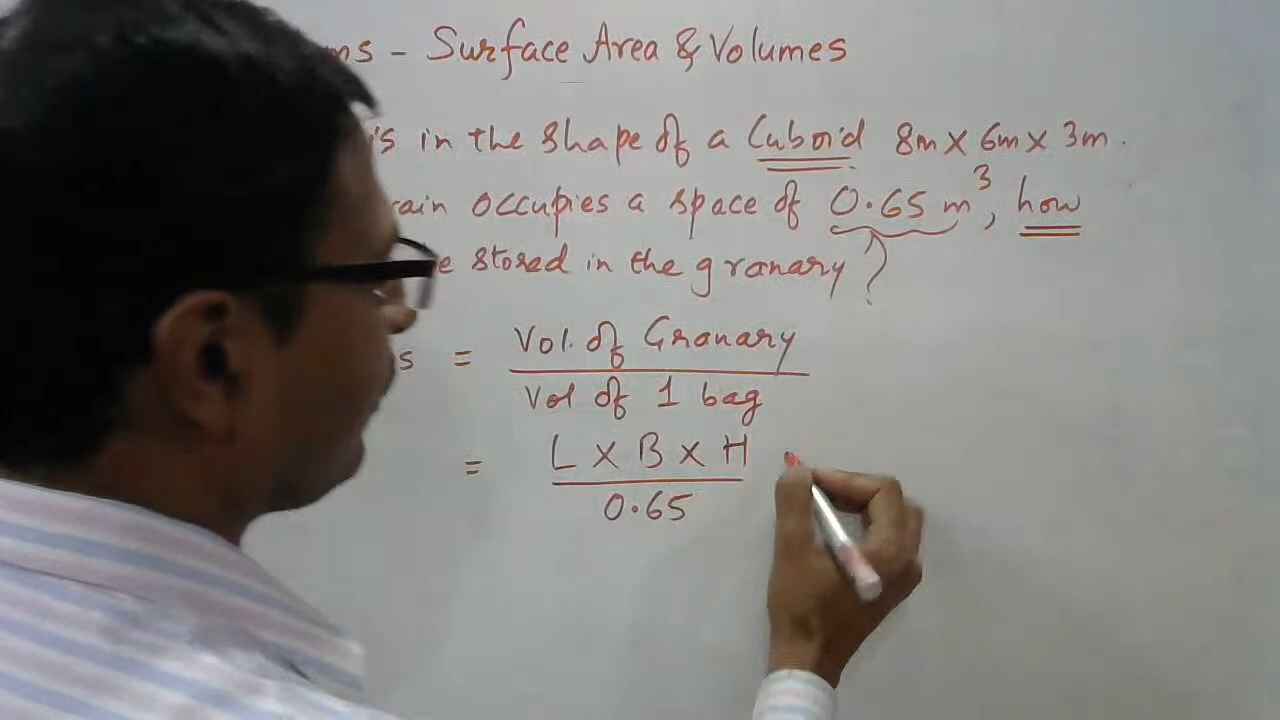 ms - Surface Area & Volumes
is in the shape of a Cuboid 8m x 6m x 3m.
rain occupies a space of 0.65 m³, how
e stored in the granary?
s = Vol. of Granary
Vol of 1 bag
= L x B x H
0.65